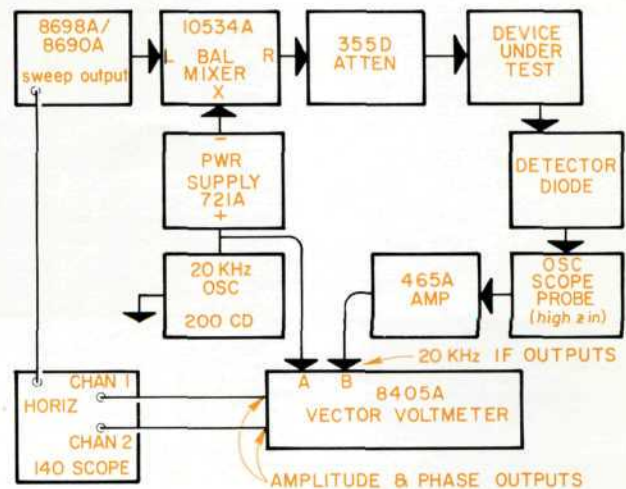 8698A/
8690A
sweep output
10534A
L BAL R
MIXER
X
355D
ATTEN
DEVICE
UNDER
TEST
−
PWR
SUPPLY
721A
+
DETECTOR
DIODE
20 KHz
OSC
200 CD
465A
AMP
OSC
SCOPE
PROBE
(high z in)
20 KHz IF OUTPUTS
CHAN 1
HORIZ
CHAN 2
140 SCOPE
A B
8405A
VECTOR VOLTMETER
AMPLITUDE & PHASE OUTPUTS